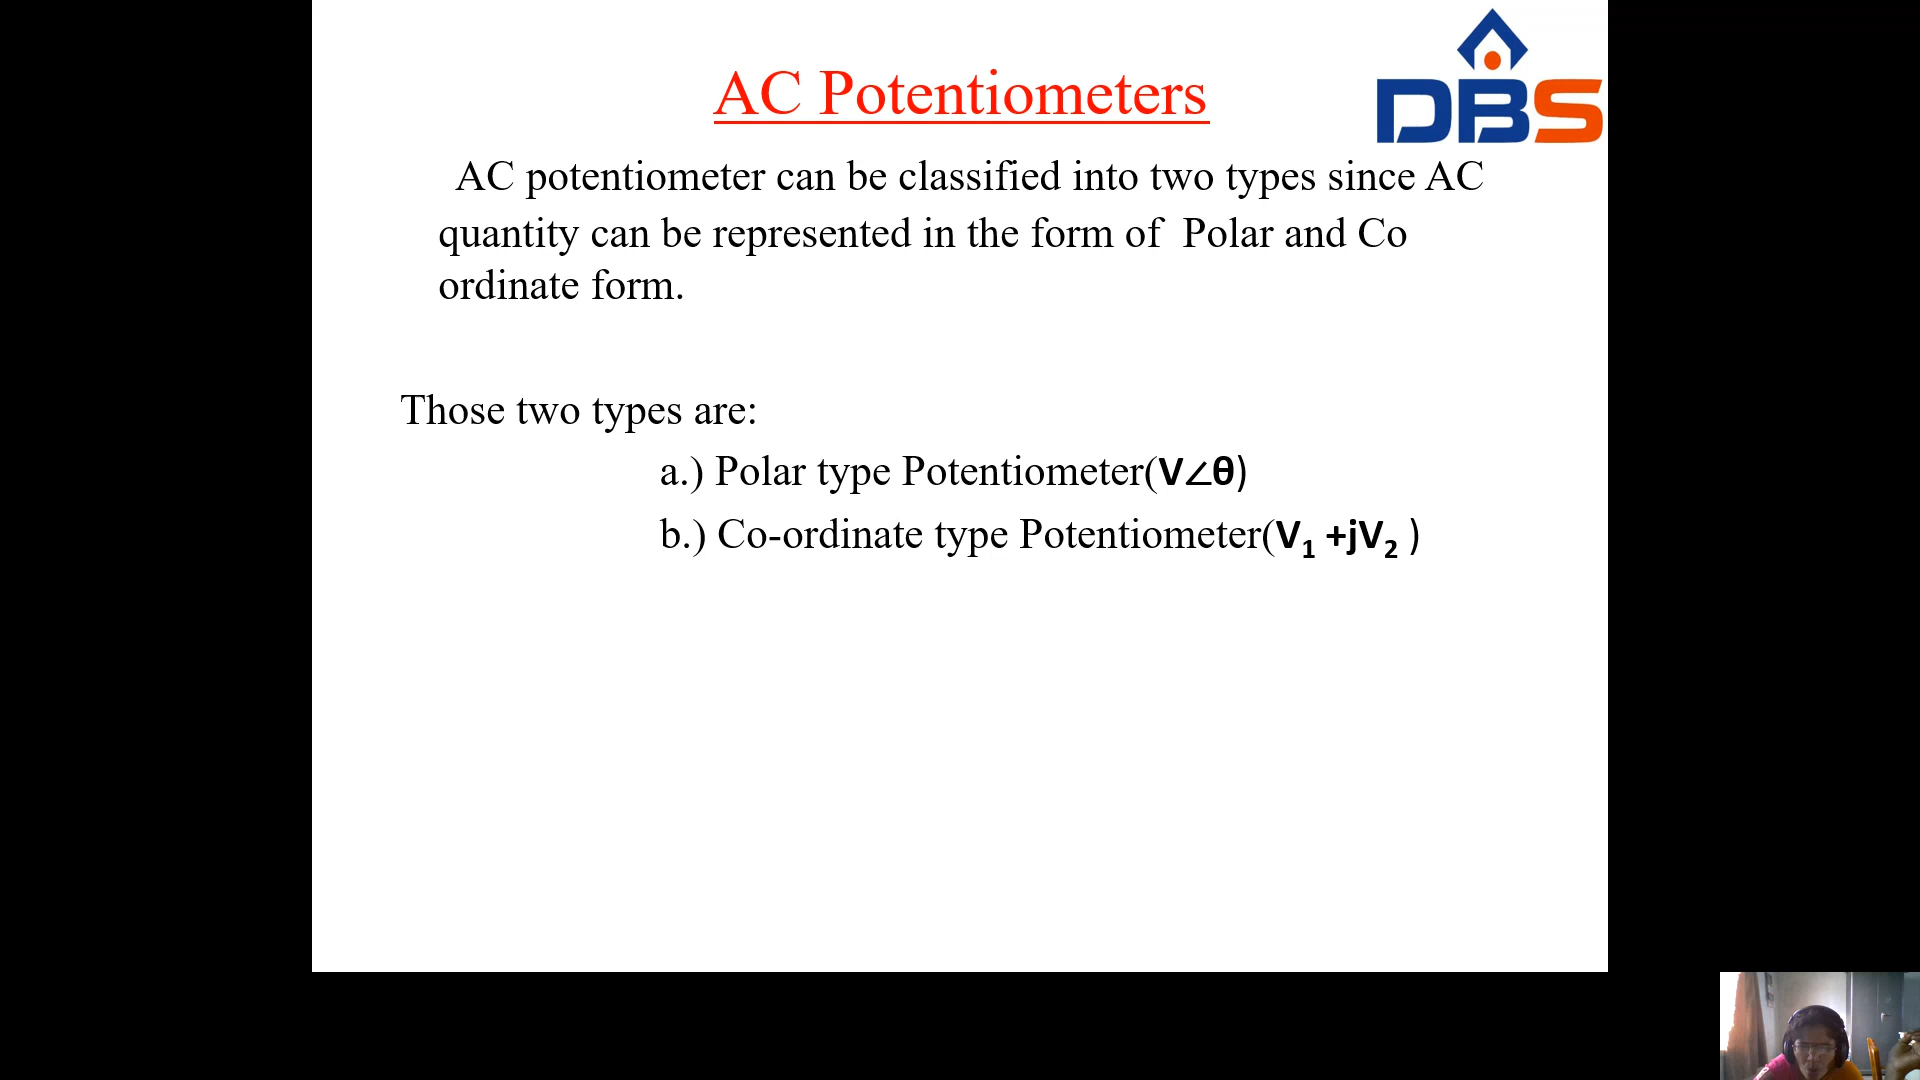 DBS
AC Potentiometers
AC potentiometer can be classified into two types since AC
quantity can be represented in the form of Polar and Co
ordinate form.
Those two types are:
a.) Polar type Potentiometer(V∠θ)
b.) Co-ordinate type Potentiometer(V₁ +jV₂ )